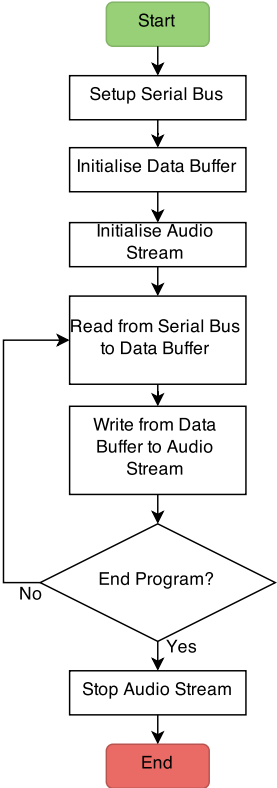 Start
Setup Serial Bus
Initialise Data Buffer
Initialise Audio
Stream
Read from Serial Bus
to Data Buffer
Write from Data
Buffer to Audio
Stream
End Program?
No
Yes
Stop Audio Stream
End